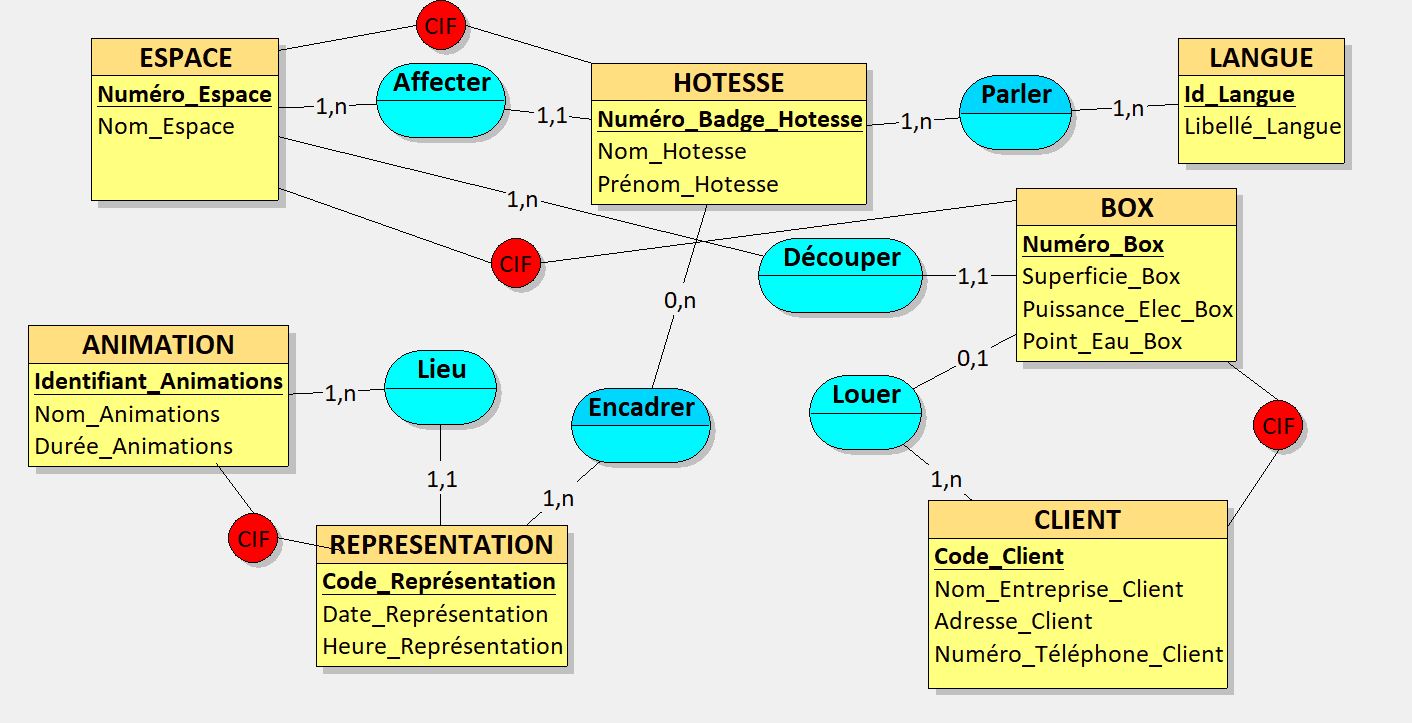 CIF
ESPACE
Numéro_Espace
Nom_Espace
1,n
Affecter
1,1
HOTESSE
Numéro_Badge_Hotesse
Nom_Hotesse
Prénom_Hotesse
1,n
Parler
1,n
LANGUE
Id_Langue
Libellé_Langue
1,n
CIF
Découper
1,1
BOX
Numéro_Box
Superficie_Box
Puissance_Elec_Box
Point_Eau_Box
0,n
ANIMATION
Identifiant_Animations
Nom_Animations
Durée_Animations
1,n
Lieu
1,1
Encadrer
1,n
Louer
0,1
1,n
CIF
CIF
REPRESENTATION
Code_Représentation
Date_Représentation
Heure_Représentation
CLIENT
Code_Client
Nom_Entreprise_Client
Adresse_Client
Numéro_Téléphone_Client